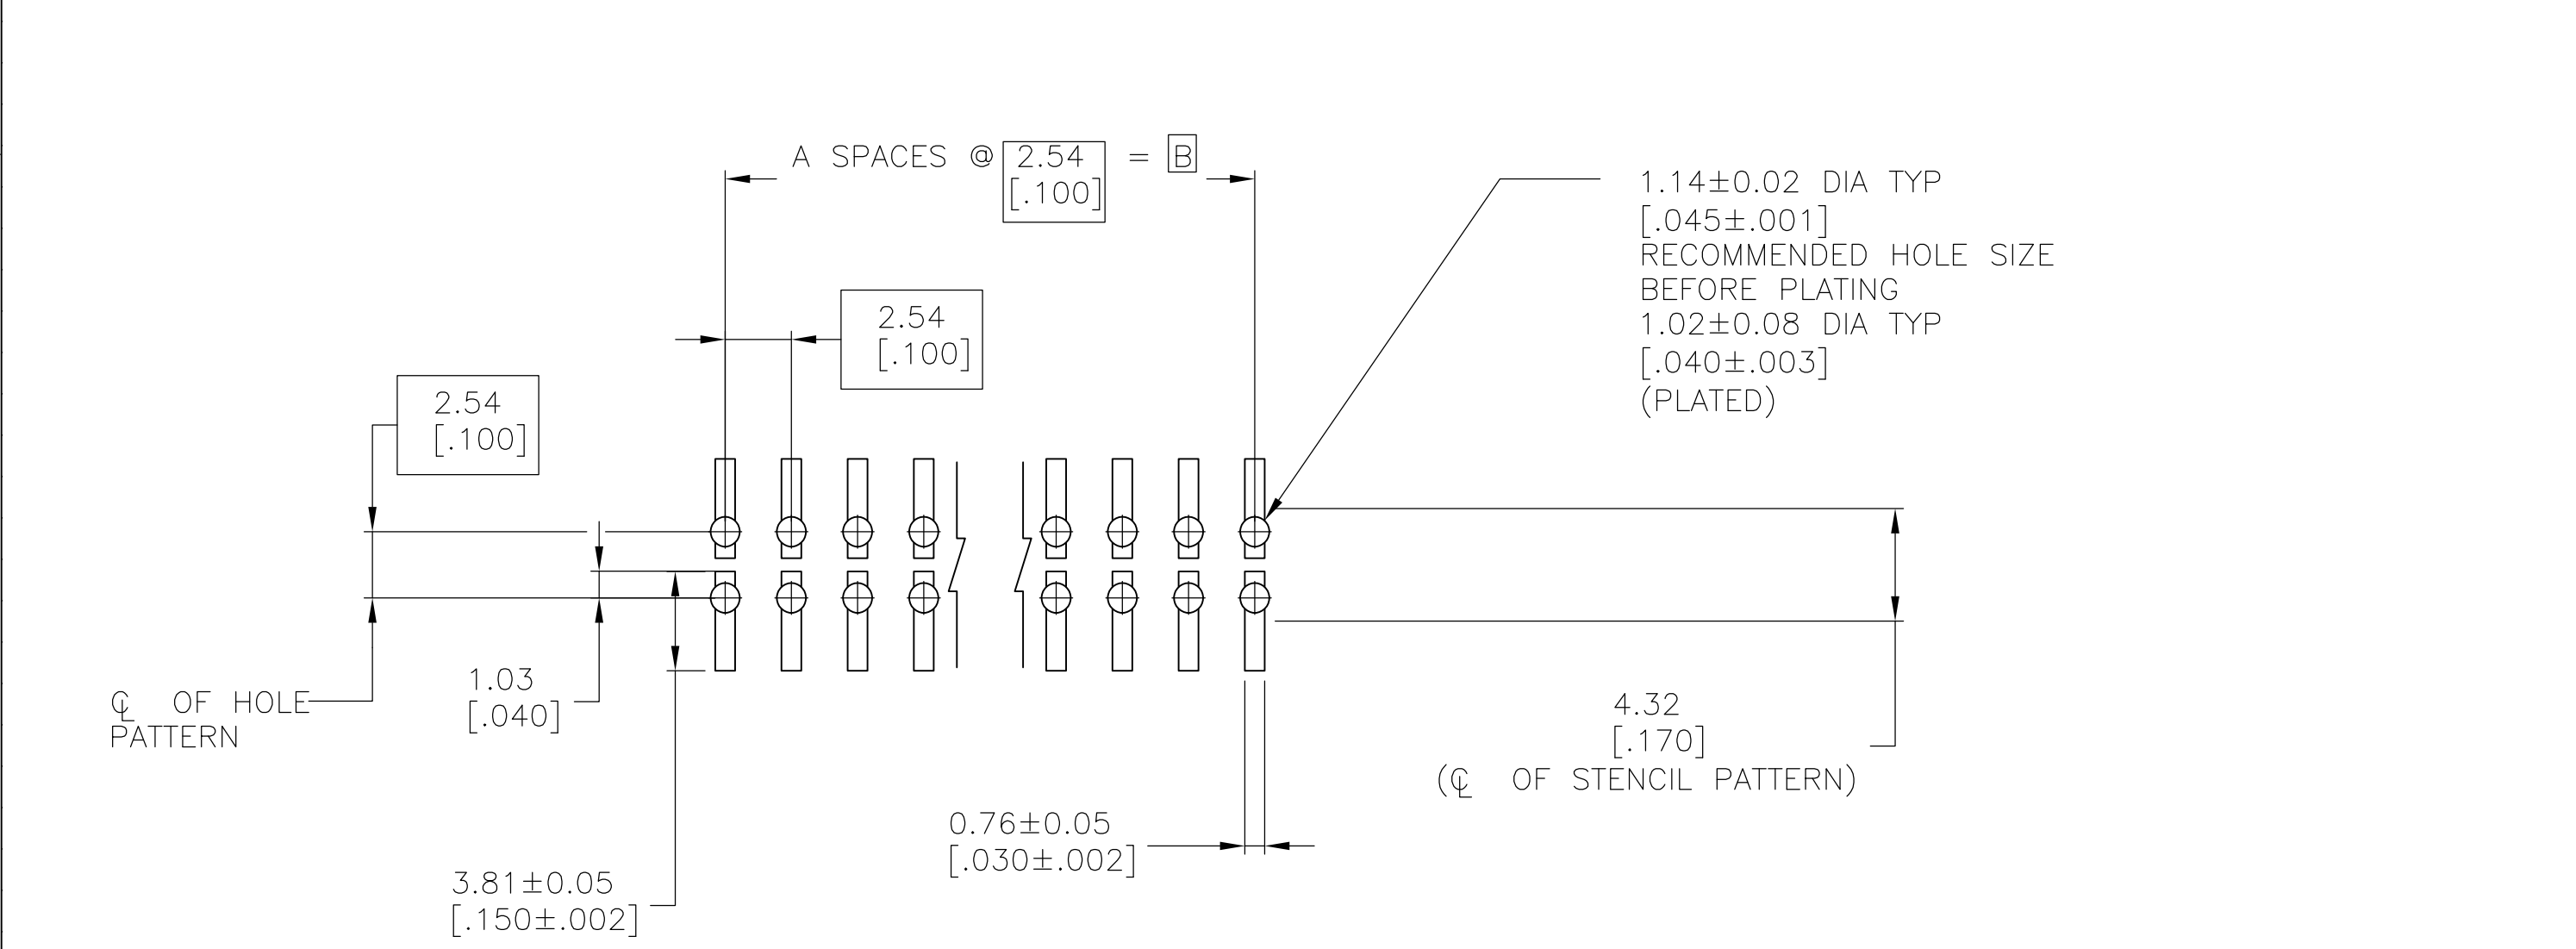 A SPACES @ 2.54 = B
[.100]
1.14±0.02 DIA TYP
[.045±.001]
RECOMMENDED HOLE SIZE
BEFORE PLATING
1.02±0.08 DIA TYP
[.040±.003]
(PLATED)
2.54
[.100]
2.54
[.100]
℄ OF HOLE
PATTERN
1.03
[.040]
4.32
[.170]
(℄ OF STENCIL PATTERN)
0.76±0.05
[.030±.002]
3.81±0.05
[.150±.002]